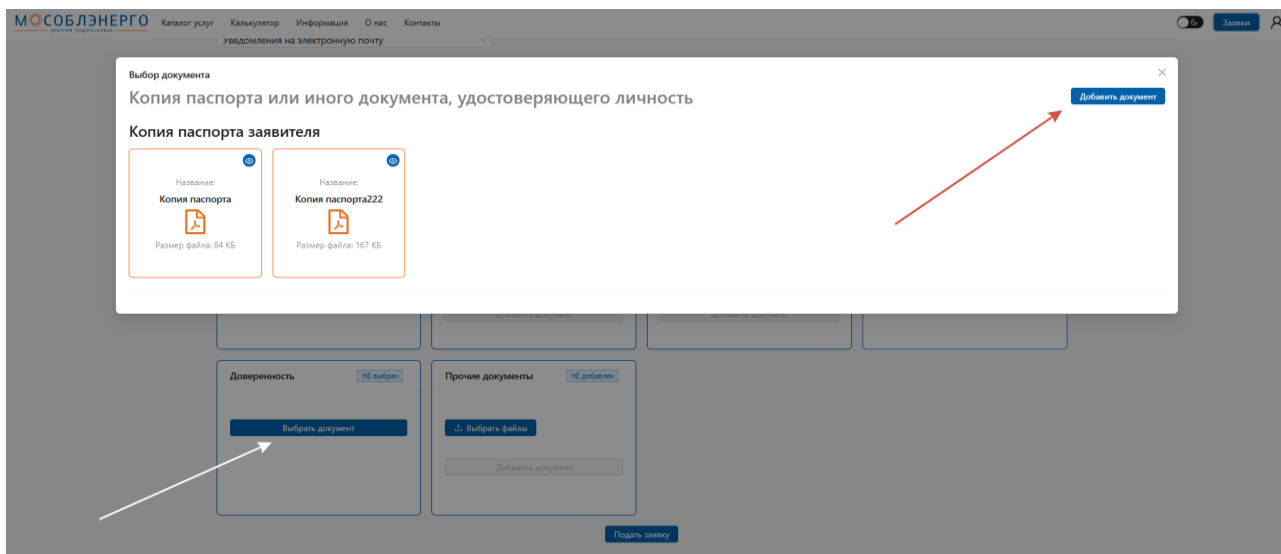 МОСОБЛЭНЕРГО
ЭНЕРГИЯ ПОДМОСКОВЬЯ
Каталог услуг Калькулятор Информация О нас Контакты Заявки
Уведомления на электронную почту
Выбор документа
Копия паспорта или иного документа, удостоверяющего личность
Добавить документ
Копия паспорта заявителя
Название: Название:
Копия паспорта Копия паспорта222
Размер файла: 84 КБ Размер файла: 167 КБ
Добавить документ Добавить документ
Доверенность НЕ выбран Прочие документы НЕ добавлен
Выбрать документ Выбрать файлы
Добавить документ
Подать заявку